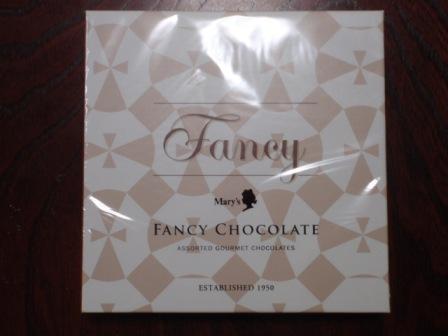 Fancy
Mary's
FANCY CHOCOLATE
ASSORTED GOURMET CHOCOLATES
ESTABLISHED 1950